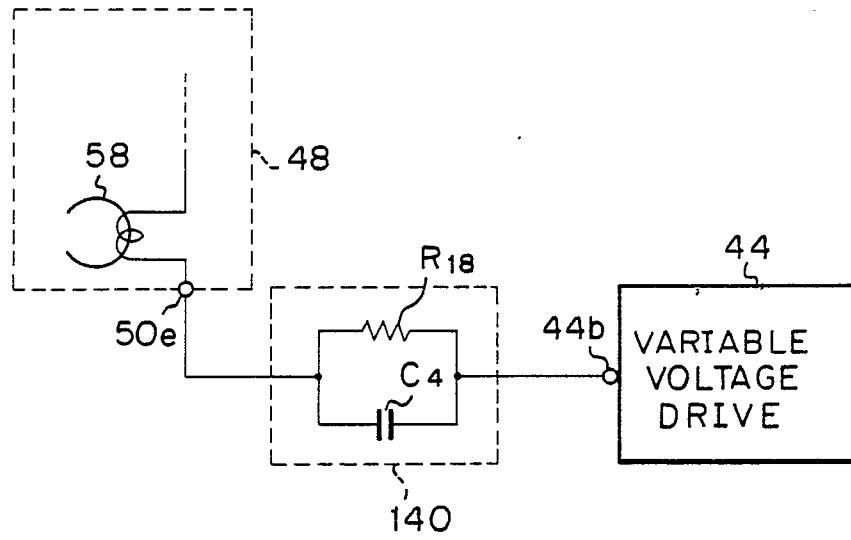 58
48
50e
R18
C4
140
44
44b
VARIABLE
VOLTAGE
DRIVE